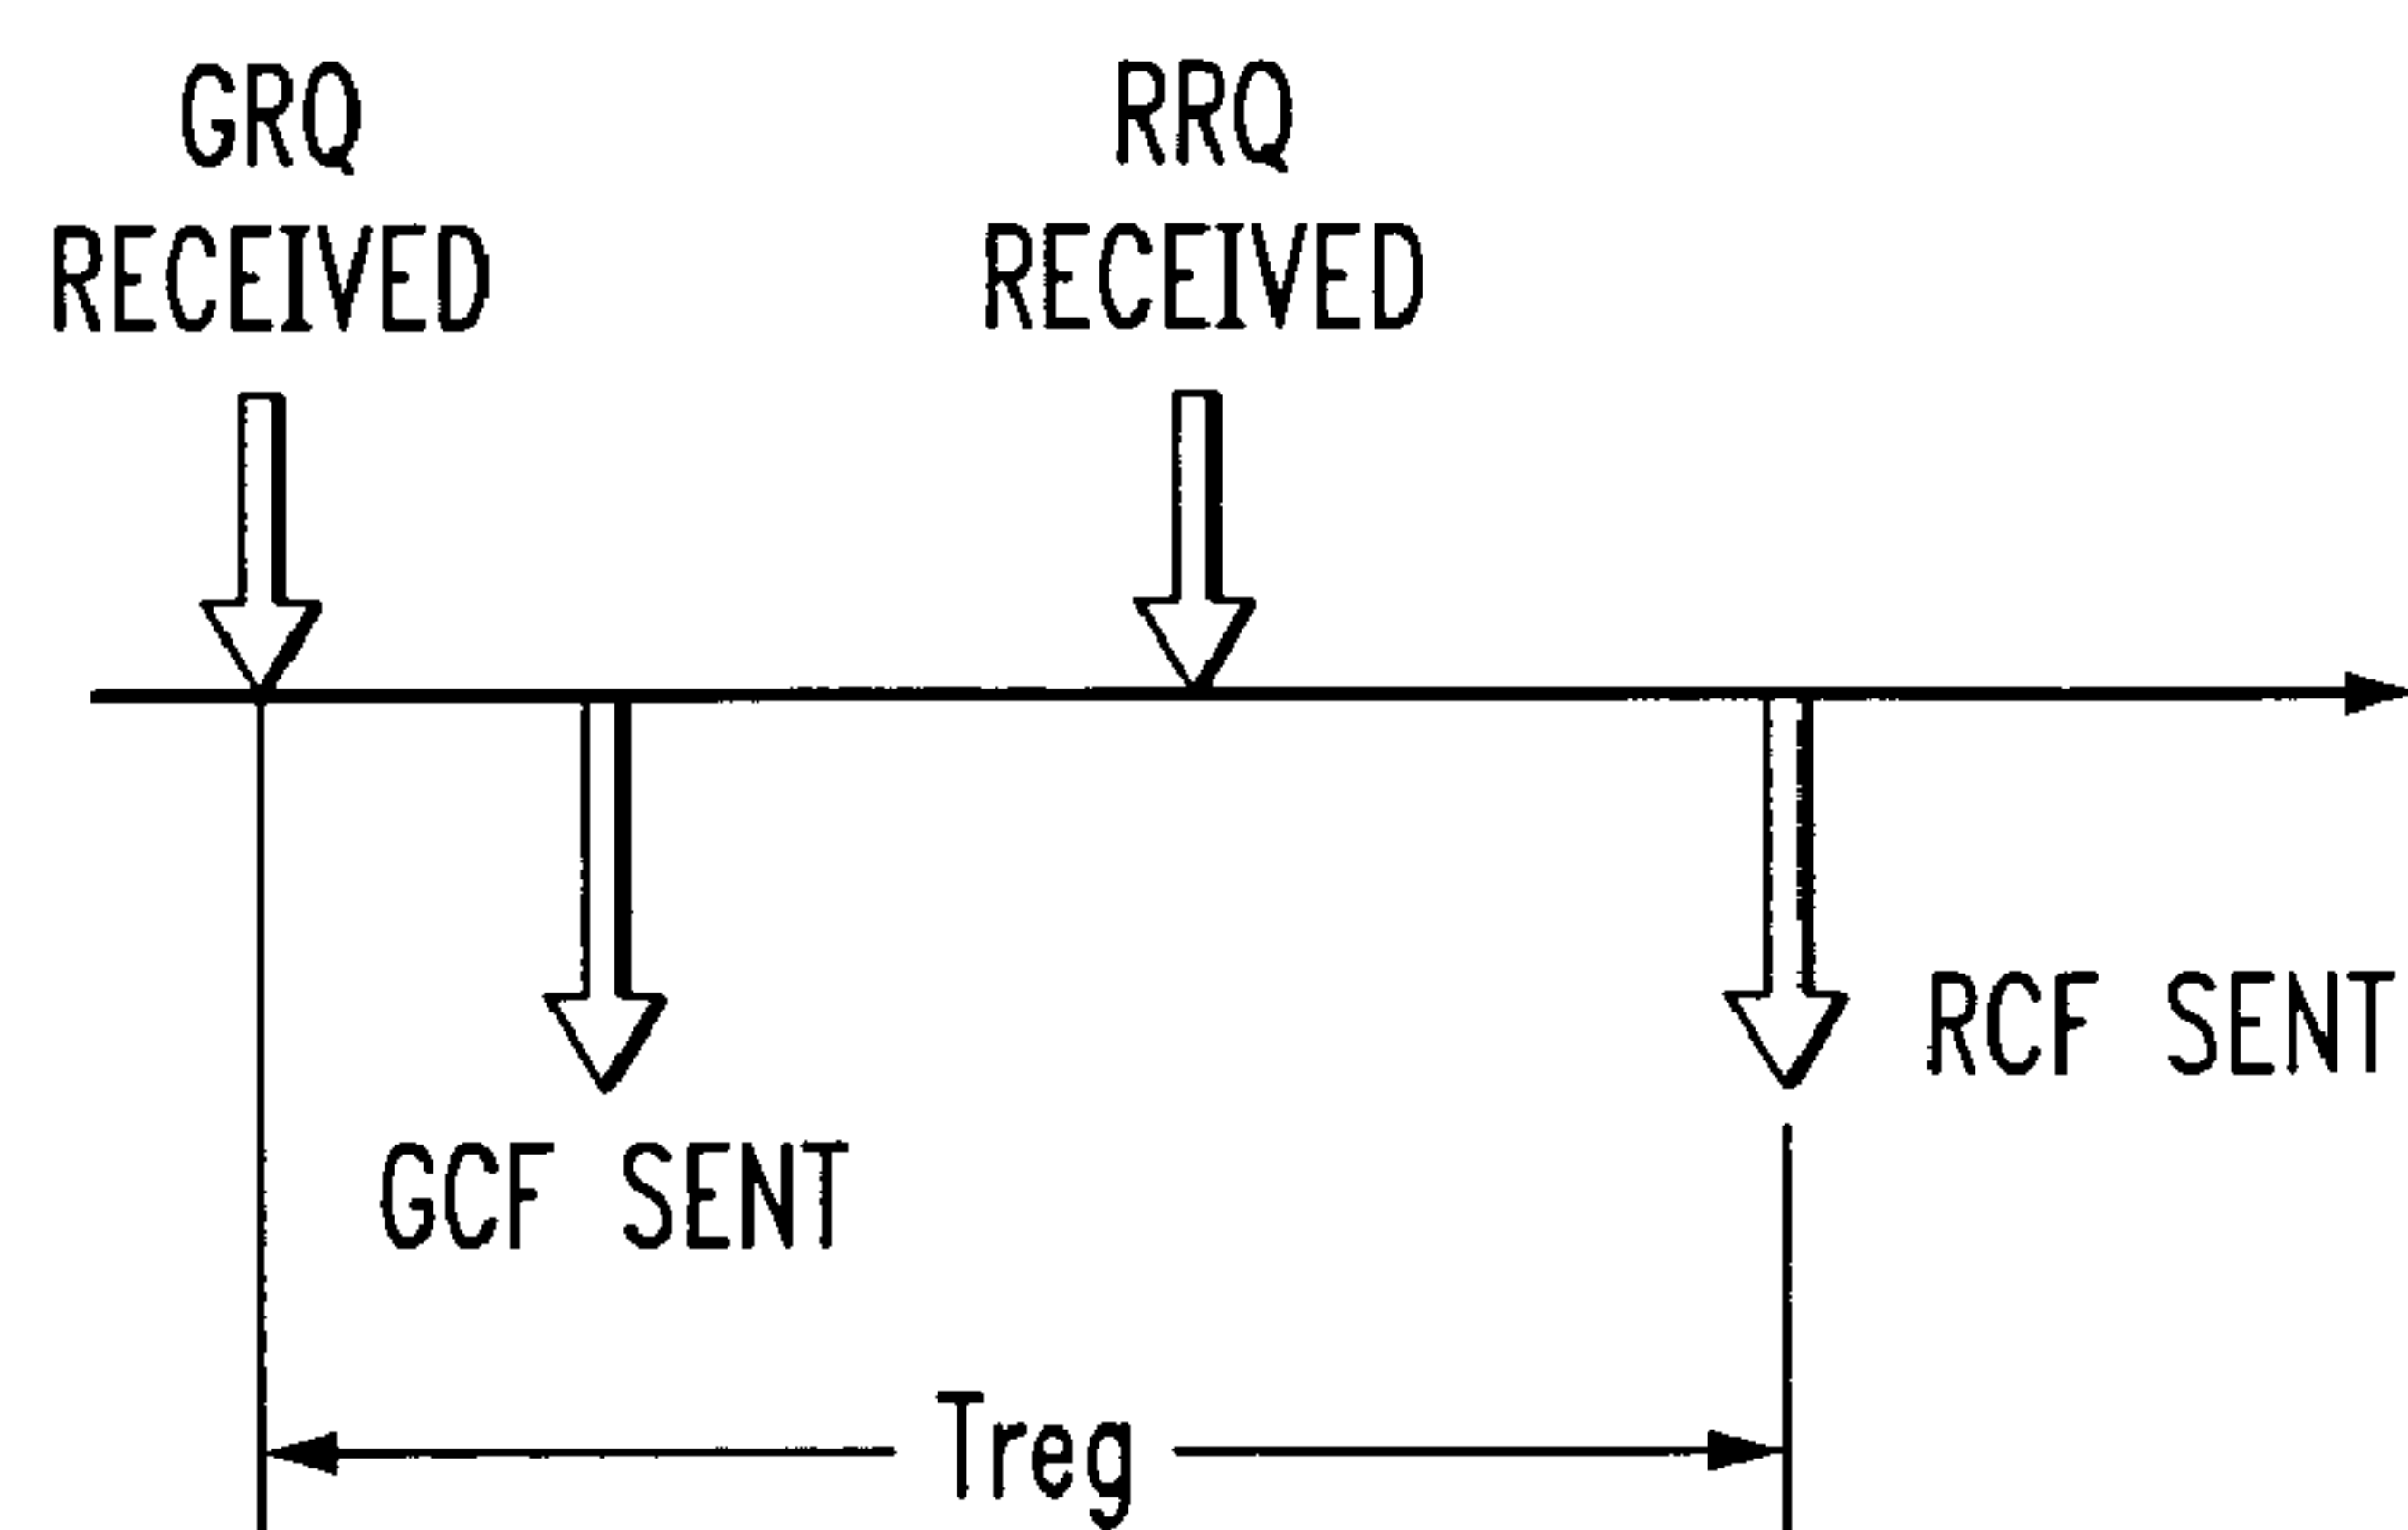 GRQ
RECEIVED
RRQ
RECEIVED
RCF SENT
GCF SENT
Treg